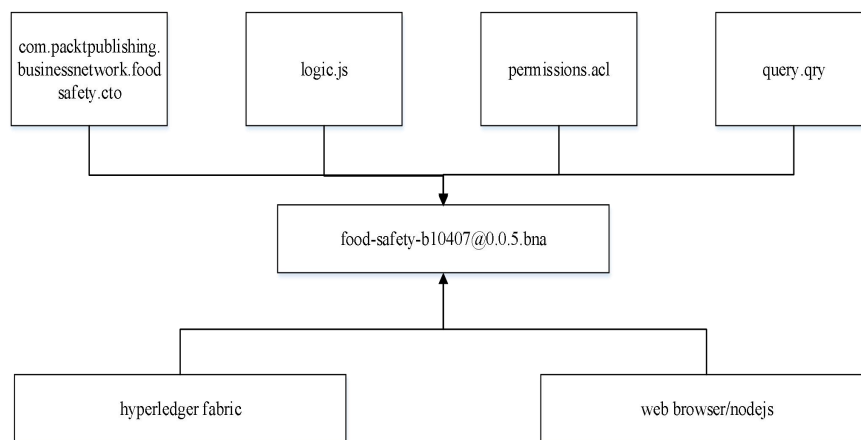 com.packtpublishing.
businessnetwork.food
safety.cto
logic.js
permissions.acl
query.qry
food-safety-b10407@0.0.5.bna
hyperledger fabric
web browser/nodejs